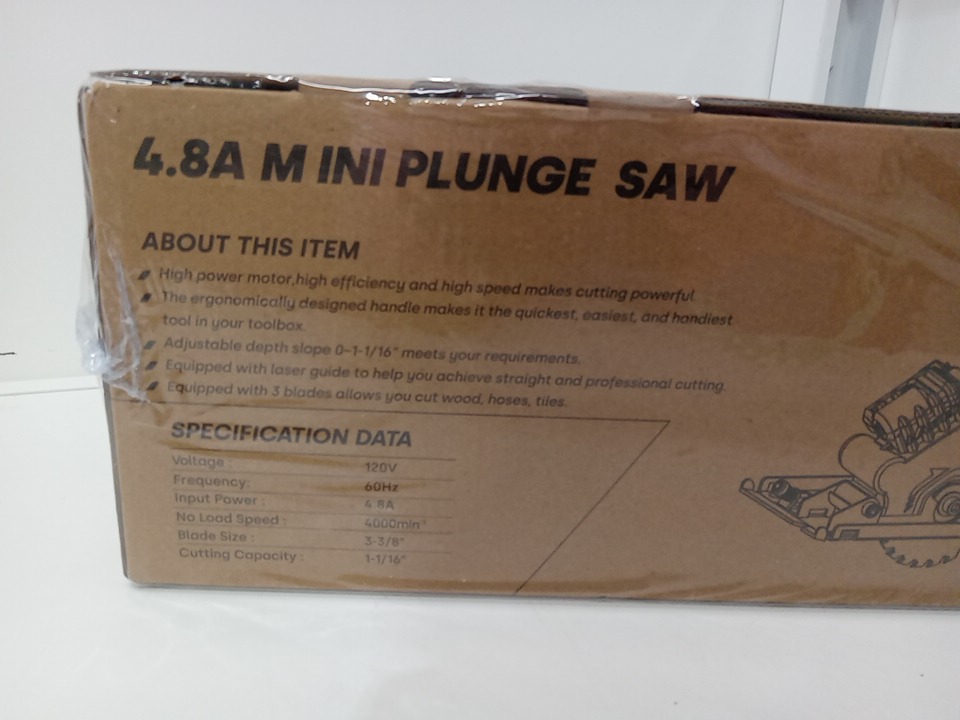 4.8A M INI PLUNGE SAW
ABOUT THIS ITEM
High power motor,high efficiency and high speed makes cutting powerful.
The ergonomically designed handle makes it the quickest, easiest, and handiest
tool in your toolbox.
Adjustable depth slope 0-1-1/16" meets your requirements.
Equipped with laser guide to help you achieve straight and professional cutting.
Equipped with 3 blades allows you cut wood, hoses, tiles.
SPECIFICATION DATA
Voltage : 120V
Frequency: 60Hz
Input Power : 4.8A
No Load Speed : 4000min⁻¹
Blade Size : 3-3/8"
Cutting Capacity : 1-1/16"